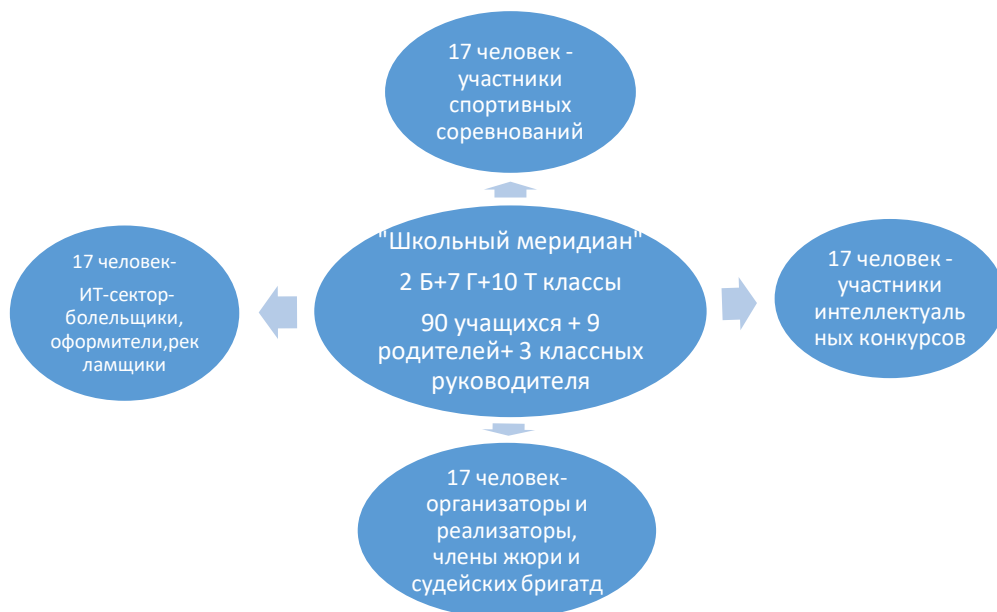 17 человек -
участники
спортивных
соревнований
"Школьный меридиан"
2 Б+7 Г+10 Т классы
90 учащихся + 9
родителей+ 3 классных
руководителя
17 человек-
ИТ-сектор-
болельщики,
оформители,рек
ламщики
17 человек -
участники
интеллектуаль
ных конкурсов
17 человек-
организаторы и
реализаторы,
члены жюри и
судейских бригатд